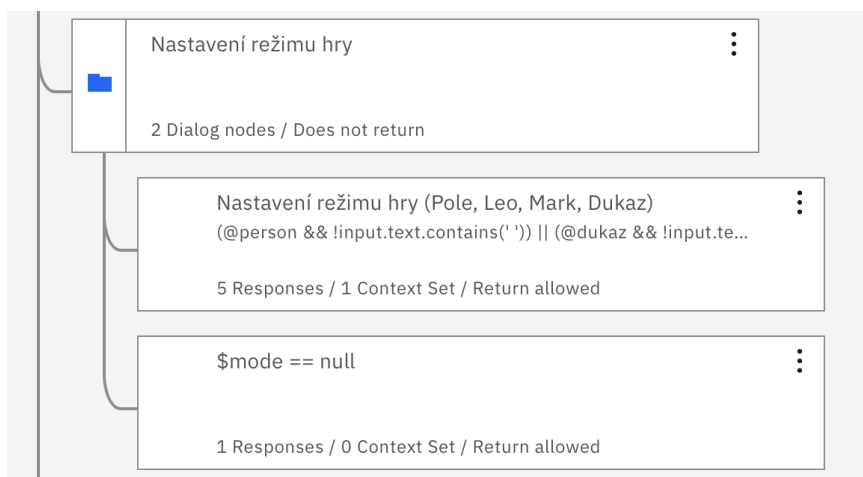 Nastavení režimu hry
2 Dialog nodes / Does not return
Nastavení režimu hry (Pole, Leo, Mark, Dukaz)
(@person && !input.text.contains(' ')) || (@dukaz && !input.te...
5 Responses / 1 Context Set / Return allowed
$mode == null
1 Responses / 0 Context Set / Return allowed